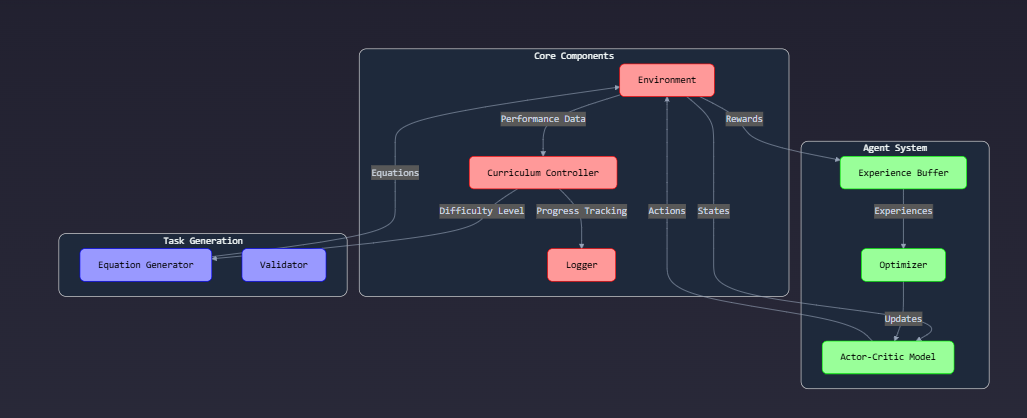 Core Components
Environment
Performance Data
Rewards
Agent System
Equations
Curriculum Controller
Experience Buffer
Difficulty Level
Progress Tracking
Actions
States
Experiences
Task Generation
Equation Generator
Validator
Logger
Optimizer
Updates
Actor-Critic Model